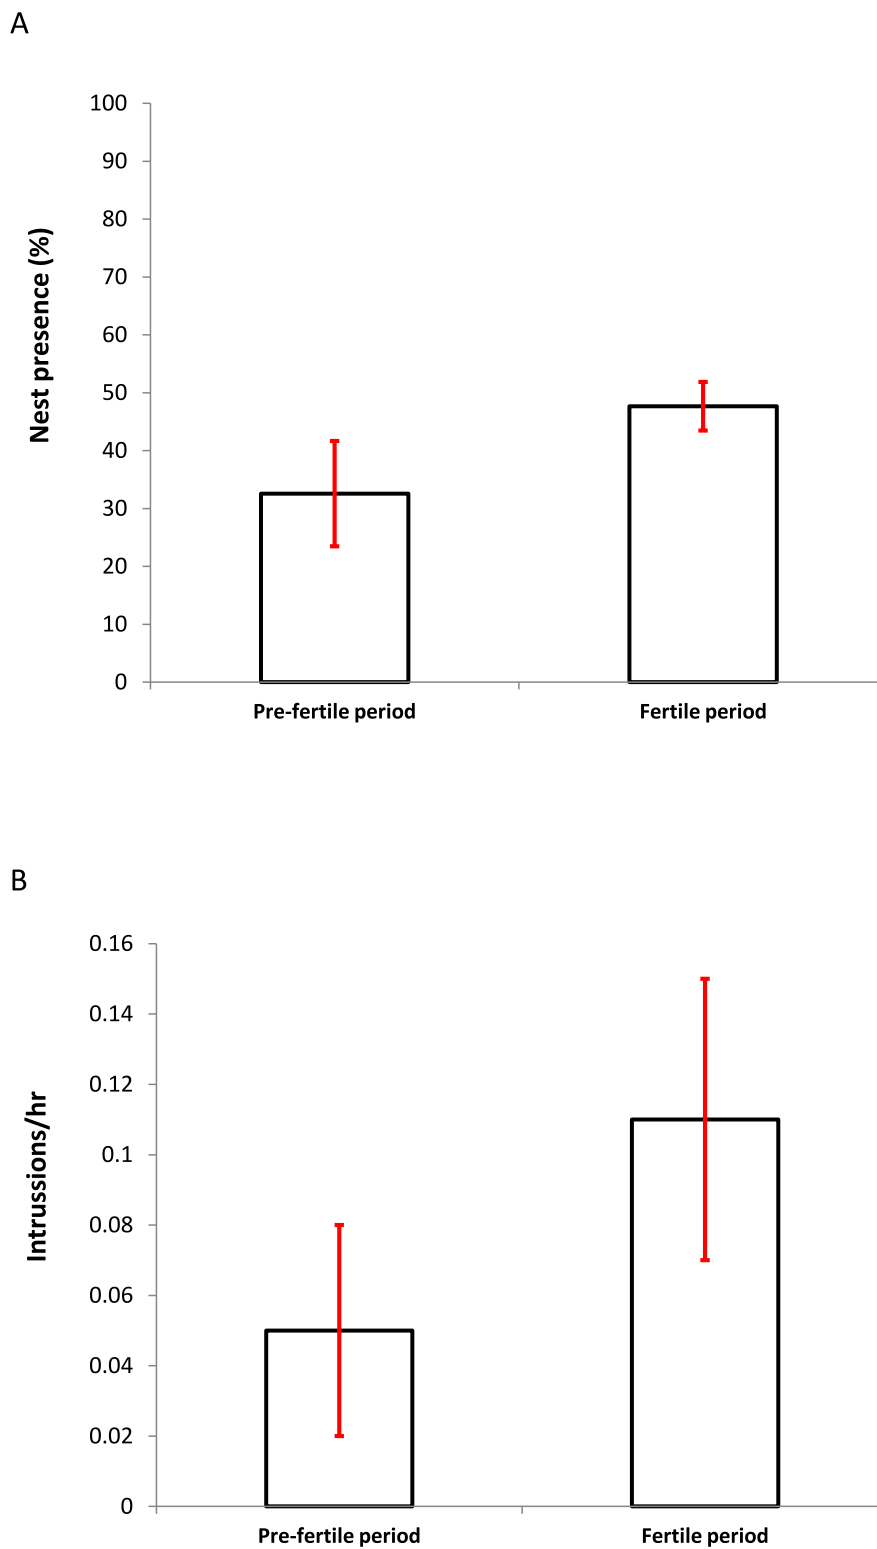 A
100
90
80
70
60
50
40
30
20
10
0
Nest presence (%)
Pre-fertile period
Fertile period
B
0.16
0.14
0.12
0.1
0.08
0.06
0.04
0.02
0
Intrussions/hr
Pre-fertile period
Fertile period